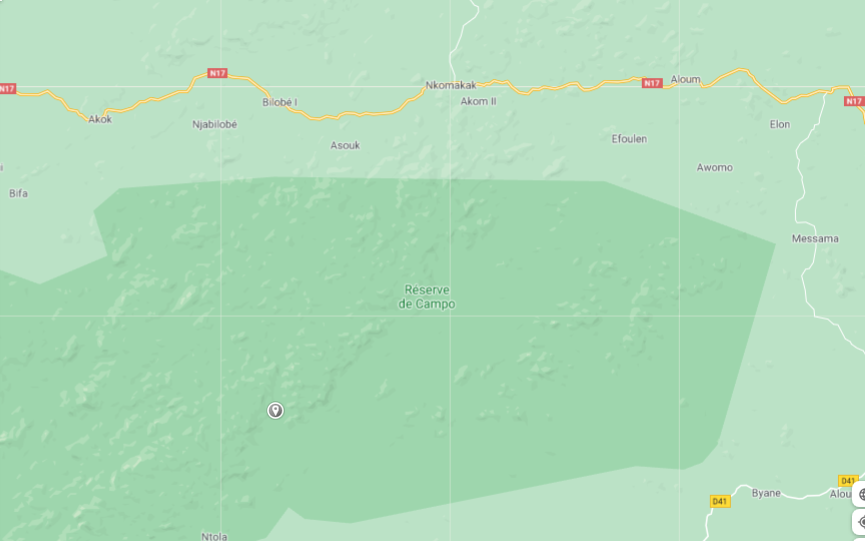 N17
N17
N17
Aloum
Nkomakak
N17
Akom II
Bilobé I
Akok
Njabilobé
Elon
Efoulen
Asouk
Awomo
Bifa
Messama
Réserve
de Campo
D41
Byane
Alou
D41
Ntola